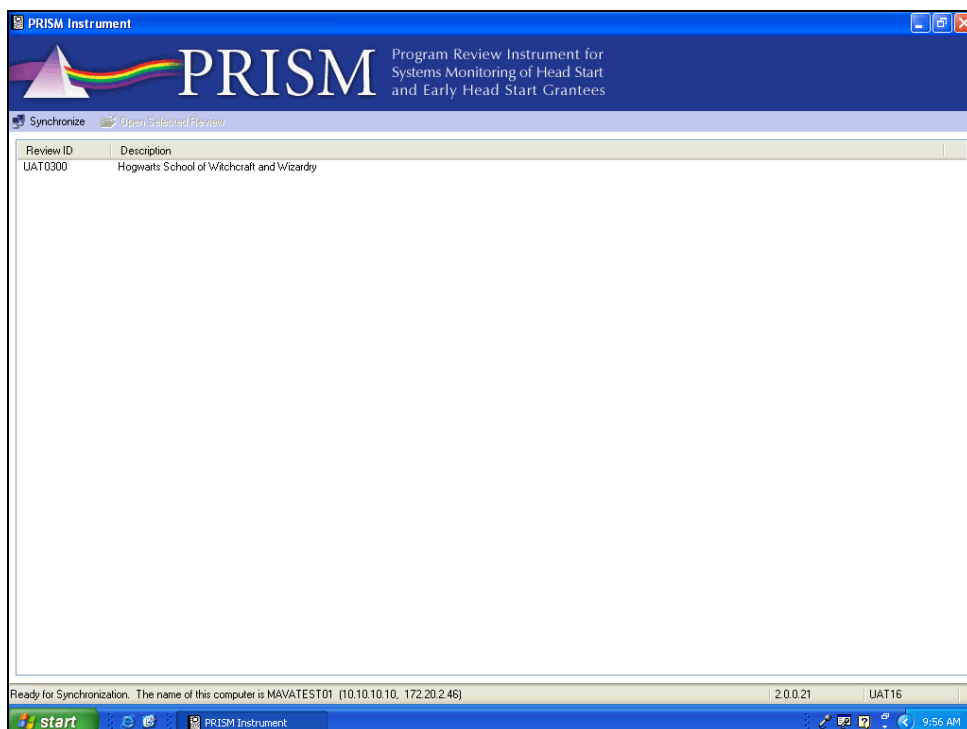 PRISM Instrument
PRISM
Program Review Instrument for
Systems Monitoring of Head Start
and Early Head Start Grantees
Synchronize Open Selected Review
Review ID Description
UAT0300 Hogwarts School of Witchcraft and Wizardry
Ready for Synchronization. The name of this computer is MAVATEST01 (10.10.10.10, 172.20.2.46) 2.0.0.21 UAT16
start PRISM Instrument 9:56 AM